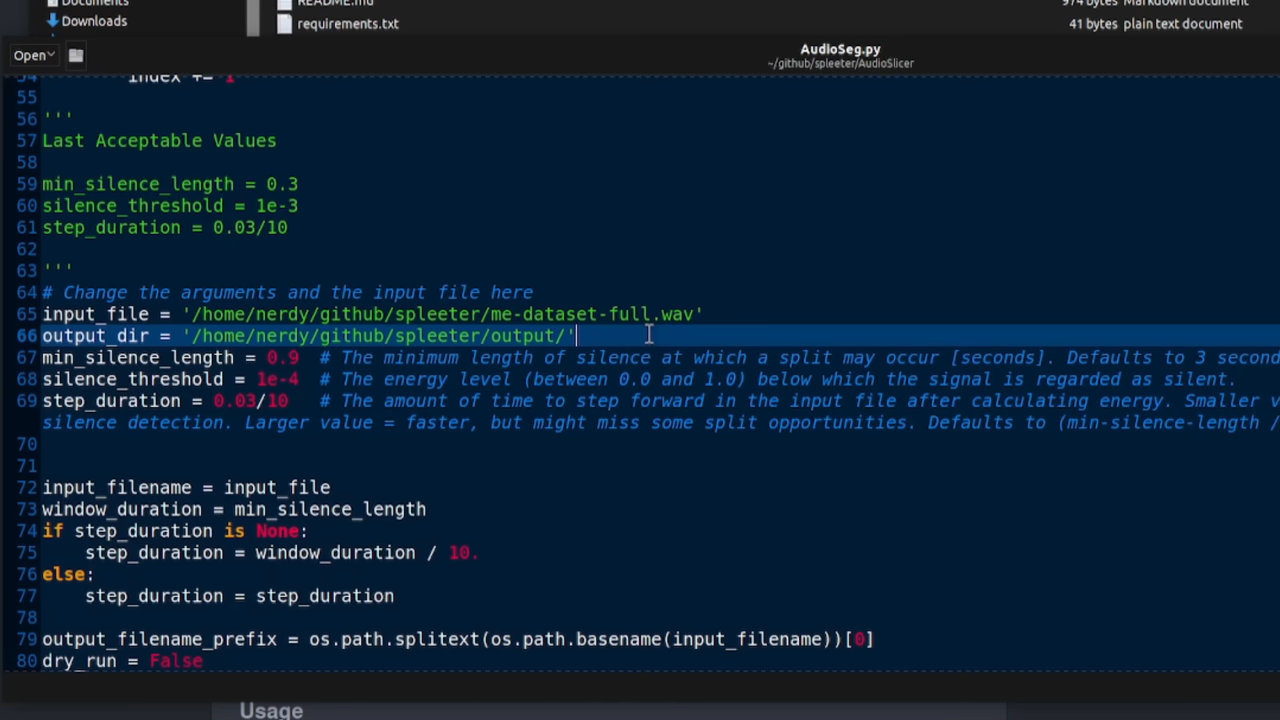 Documents
README.md
974 bytes Markdown document
Downloads
requirements.txt
41 bytes plain text document
Open
AudioSeg.py
~/github/spleeter/AudioSlicer
54 index += 1
55
56 '''
57 Last Acceptable Values
58
59 min_silence_length = 0.3
60 silence_threshold = 1e-3
61 step_duration = 0.03/10
62
63 '''
64 # Change the arguments and the input file here
65 input_file = '/home/nerdy/github/spleeter/me-dataset-full.wav'
66 output_dir = '/home/nerdy/github/spleeter/output/'
67 min_silence_length = 0.9  # The minimum length of silence at which a split may occur [seconds]. Defaults to 3 second
68 silence_threshold = 1e-4  # The energy level (between 0.0 and 1.0) below which the signal is regarded as silent.
69 step_duration = 0.03/10   # The amount of time to step forward in the input file after calculating energy. Smaller v
silence detection. Larger value = faster, but might miss some split opportunities. Defaults to (min-silence-length /
70
71
72 input_filename = input_file
73 window_duration = min_silence_length
74 if step_duration is None:
75     step_duration = window_duration / 10.
76 else:
77     step_duration = step_duration
78
79 output_filename_prefix = os.path.splitext(os.path.basename(input_filename))[0]
80 dry_run = False
Usage